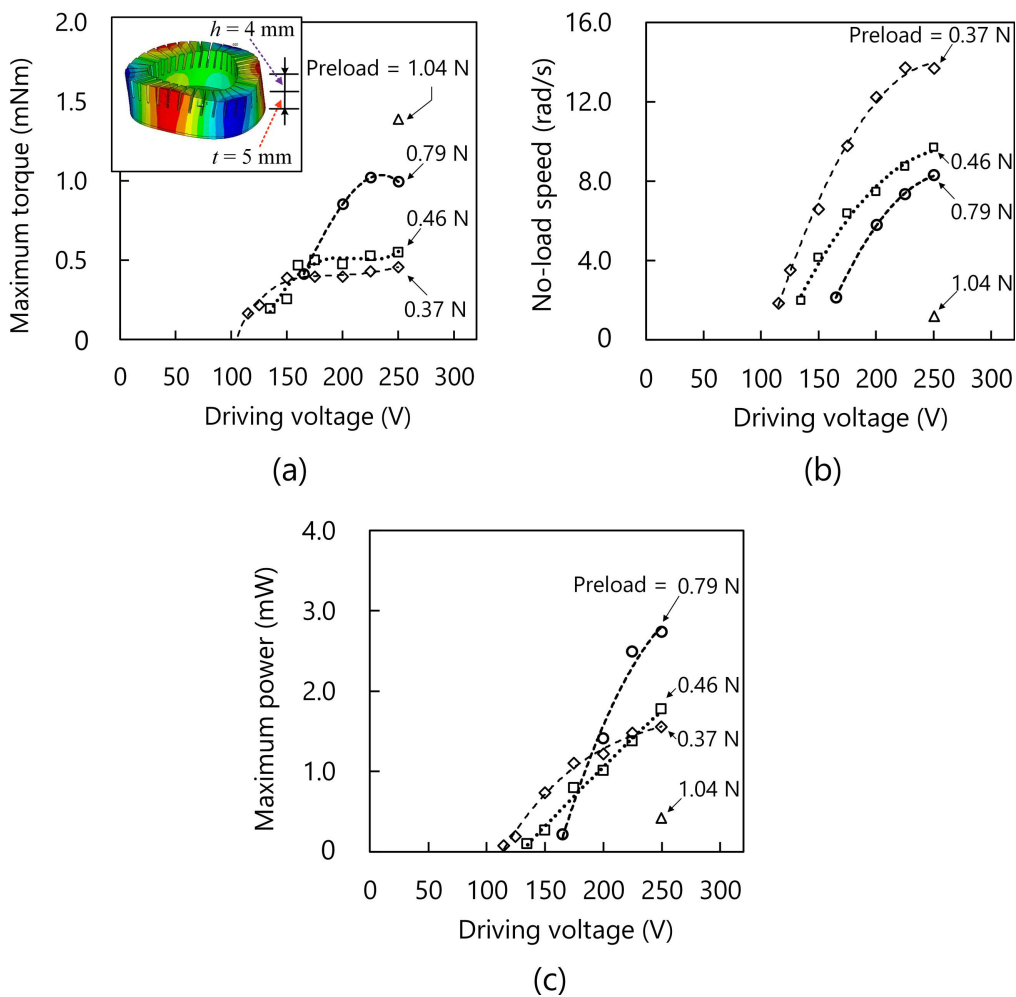 Maximum torque (mNm)
2.0
1.5
1.0
0.5
0
h = 4 mm
t = 5 mm
Preload = 1.04 N
0.79 N
0.46 N
0.37 N
0 50 100 150 200 250 300
Driving voltage (V)
(a)
No-load speed (rad/s)
16.0
12.0
8.0
4.0
0
Preload = 0.37 N
0.46 N
0.79 N
1.04 N
0 50 100 150 200 250 300
Driving voltage (V)
(b)
Maximum power (mW)
4.0
3.0
2.0
1.0
0
Preload = 0.79 N
0.46 N
0.37 N
1.04 N
0 50 100 150 200 250 300
Driving voltage (V)
(c)